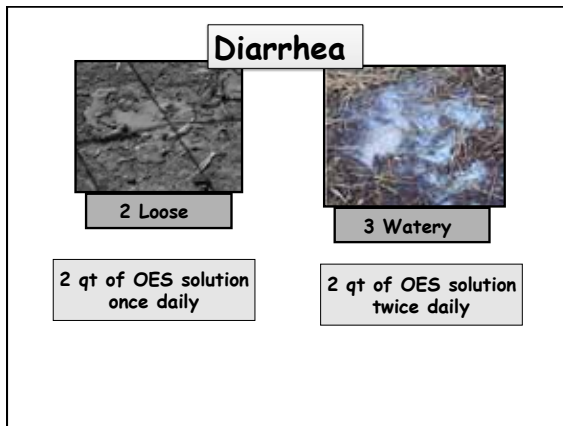 Diarrhea
2 Loose
3 Watery
2 qt of OES solution
once daily
2 qt of OES solution
twice daily